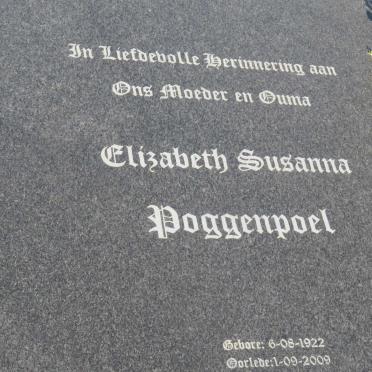 In Liefdevolle Herinnering aan
Ons Moeder en Ouma
Elizabeth Susanna
Poggenpoel
Gebore: 6-08-1922
Oorlede:1-09-2009